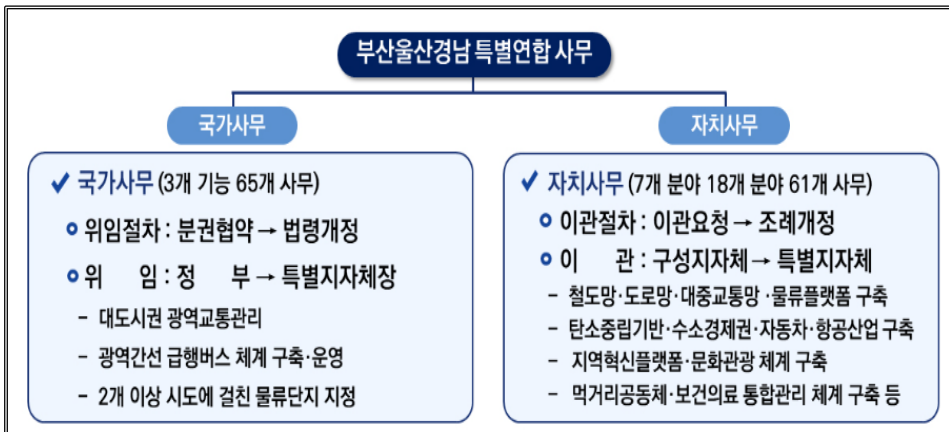 부산울산경남 특별연합 사무
국가사무
✓ 국가사무 (3개 기능 65개 사무)
위임절차 : 분권협약 → 법령개정
위 임 : 정 부 → 특별지자체장
- 대도시권 광역교통관리
- 광역간선 급행버스 체계 구축·운영
- 2개 이상 시도에 걸친 물류단지 지정
자치사무
✓ 자치사무 (7개 분야 18개 분야 61개 사무)
이관절차 : 이관요청 → 조례개정
이 관 : 구성지자체 → 특별지자체
- 철도망·도로망·대중교통망·물류플랫폼 구축
- 탄소중립기반·수소경제권·자동차·항공산업 구축
- 지역혁신플랫폼·문화관광 체계 구축
- 먹거리공동체·보건의료 통합관리 체계 구축 등